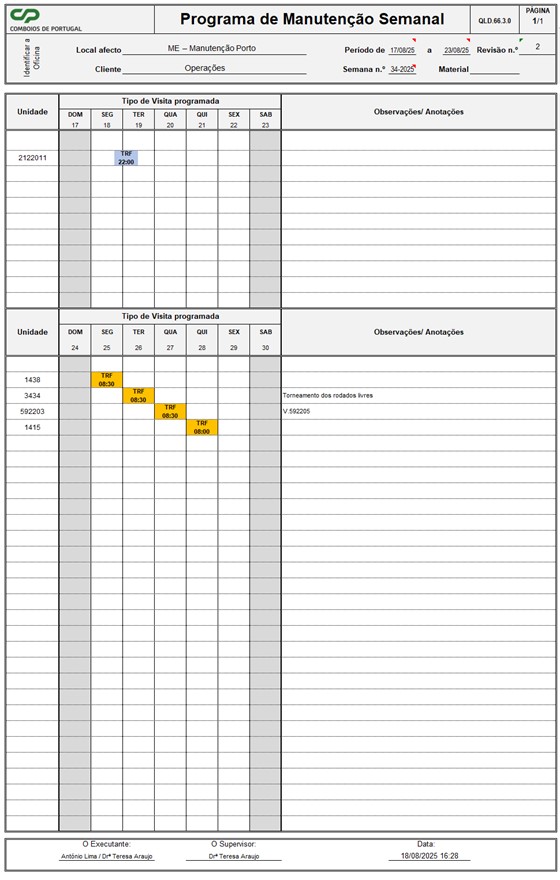 CP
COMBOIOS DE PORTUGAL
Programa de Manutenção Semanal
QLD.66.3.0
PÁGINA
1/1
Identificar a Oficina
Local afecto ME – Manutenção Porto
Periodo de 17/08/25 a 23/08/25 Revisão n.º 2
Cliente Operações
Semana n.º 34-2025 Material
Unidade Tipo de Visita programada Observações/ Anotações
DOM SEG TER QUA QUI SEX SAB
17 18 19 20 21 22 23
2122011 TRF
22:00
Unidade Tipo de Visita programada Observações/ Anotações
DOM SEG TER QUA QUI SEX SAB
24 25 26 27 28 29 30
1438 TRF
08:30
3434 TRF
08:30 Torneamento dos rodados livres
592203 TRF
08:30 V.592205
1415 TRF
08:00
O Executante: O Supervisor: Data:
António Lima / Drª Teresa Araujo Drª Teresa Araujo 18/08/2025 16:28